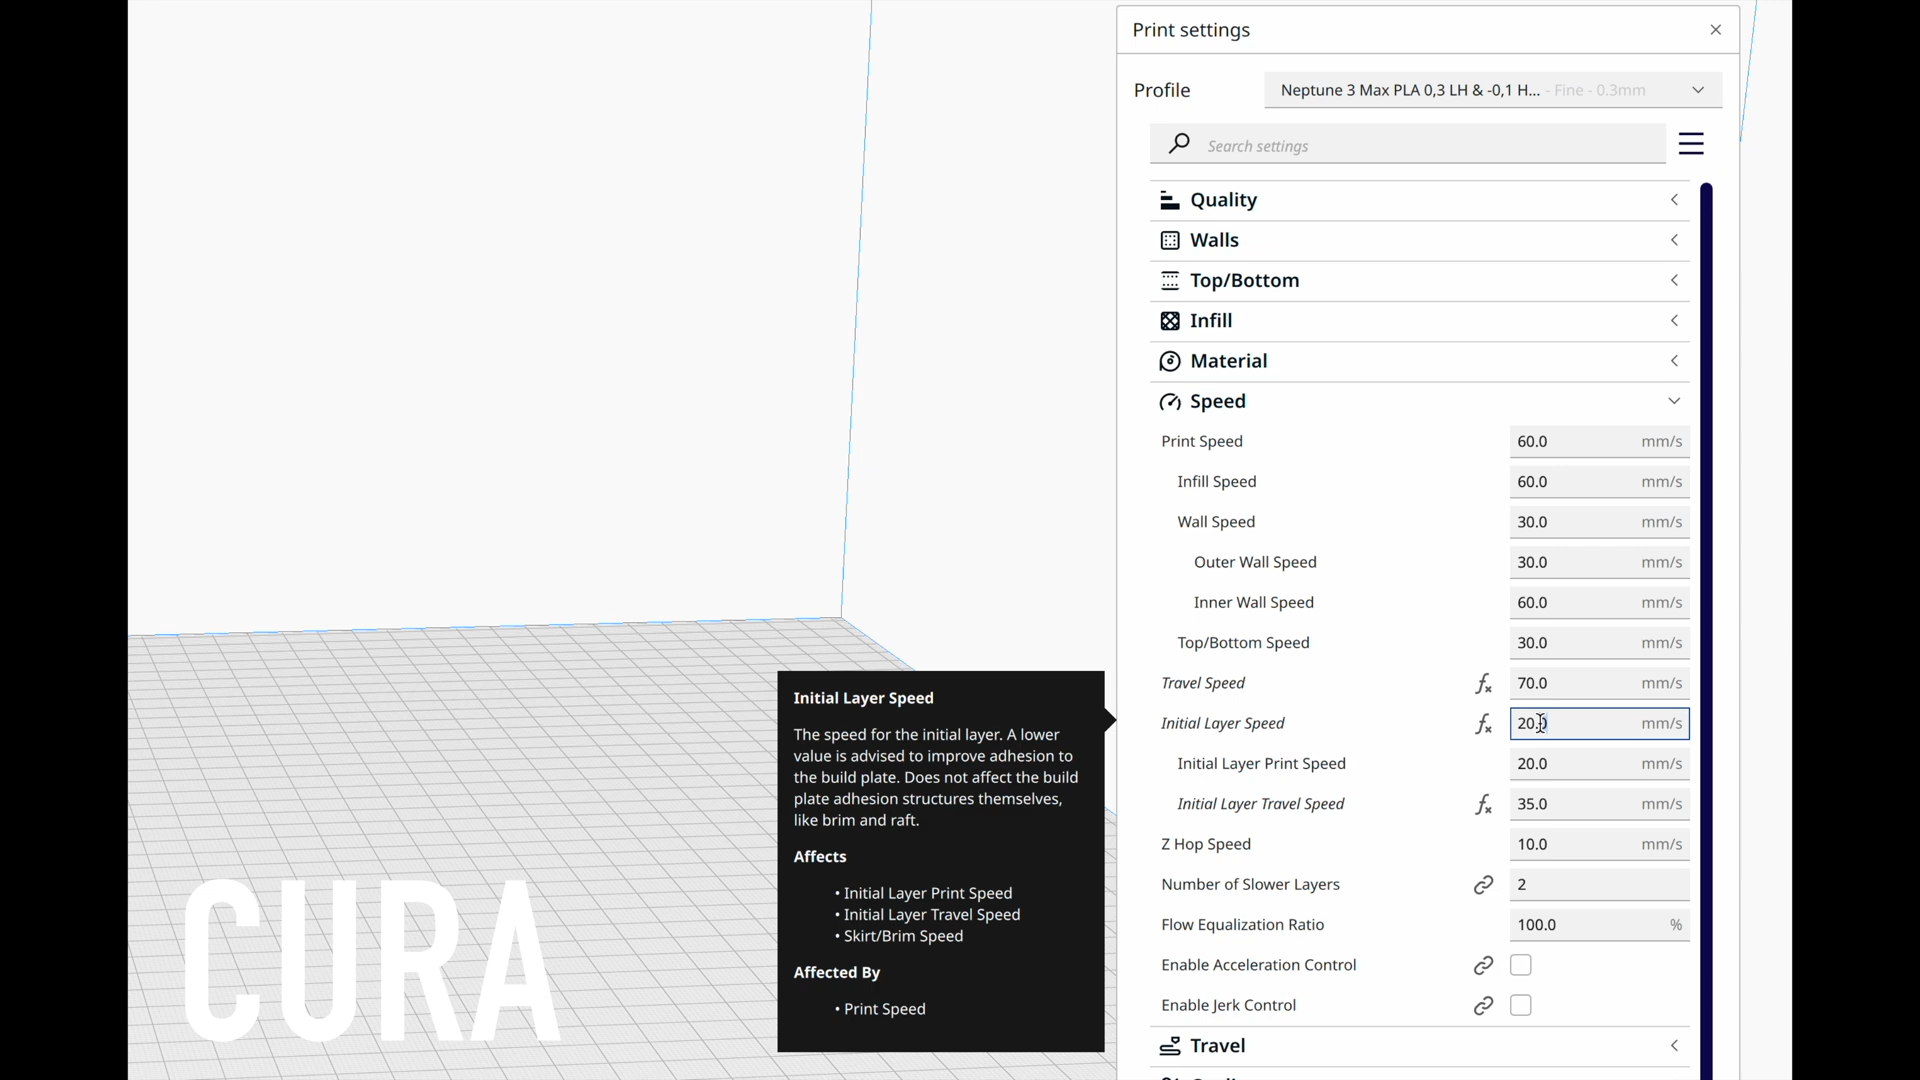 Print settings
Profile
Neptune 3 Max PLA 0,3 LH & -0,1 H... - Fine - 0.3mm
Search settings
Quality
Walls
Top/Bottom
Infill
Material
Speed
Print Speed 60.0 mm/s
Infill Speed 60.0 mm/s
Wall Speed 30.0 mm/s
Outer Wall Speed 30.0 mm/s
Inner Wall Speed 60.0 mm/s
Top/Bottom Speed 30.0 mm/s
Travel Speed 70.0 mm/s
Initial Layer Speed 20.0 mm/s
Initial Layer Print Speed 20.0 mm/s
Initial Layer Travel Speed 35.0 mm/s
Z Hop Speed 10.0 mm/s
Number of Slower Layers 2
Flow Equalization Ratio 100.0 %
Enable Acceleration Control
Enable Jerk Control
Travel
Initial Layer Speed
The speed for the initial layer. A lower
value is advised to improve adhesion to
the build plate. Does not affect the build
plate adhesion structures themselves,
like brim and raft.
Affects
• Initial Layer Print Speed
• Initial Layer Travel Speed
• Skirt/Brim Speed
Affected By
• Print Speed
CURA